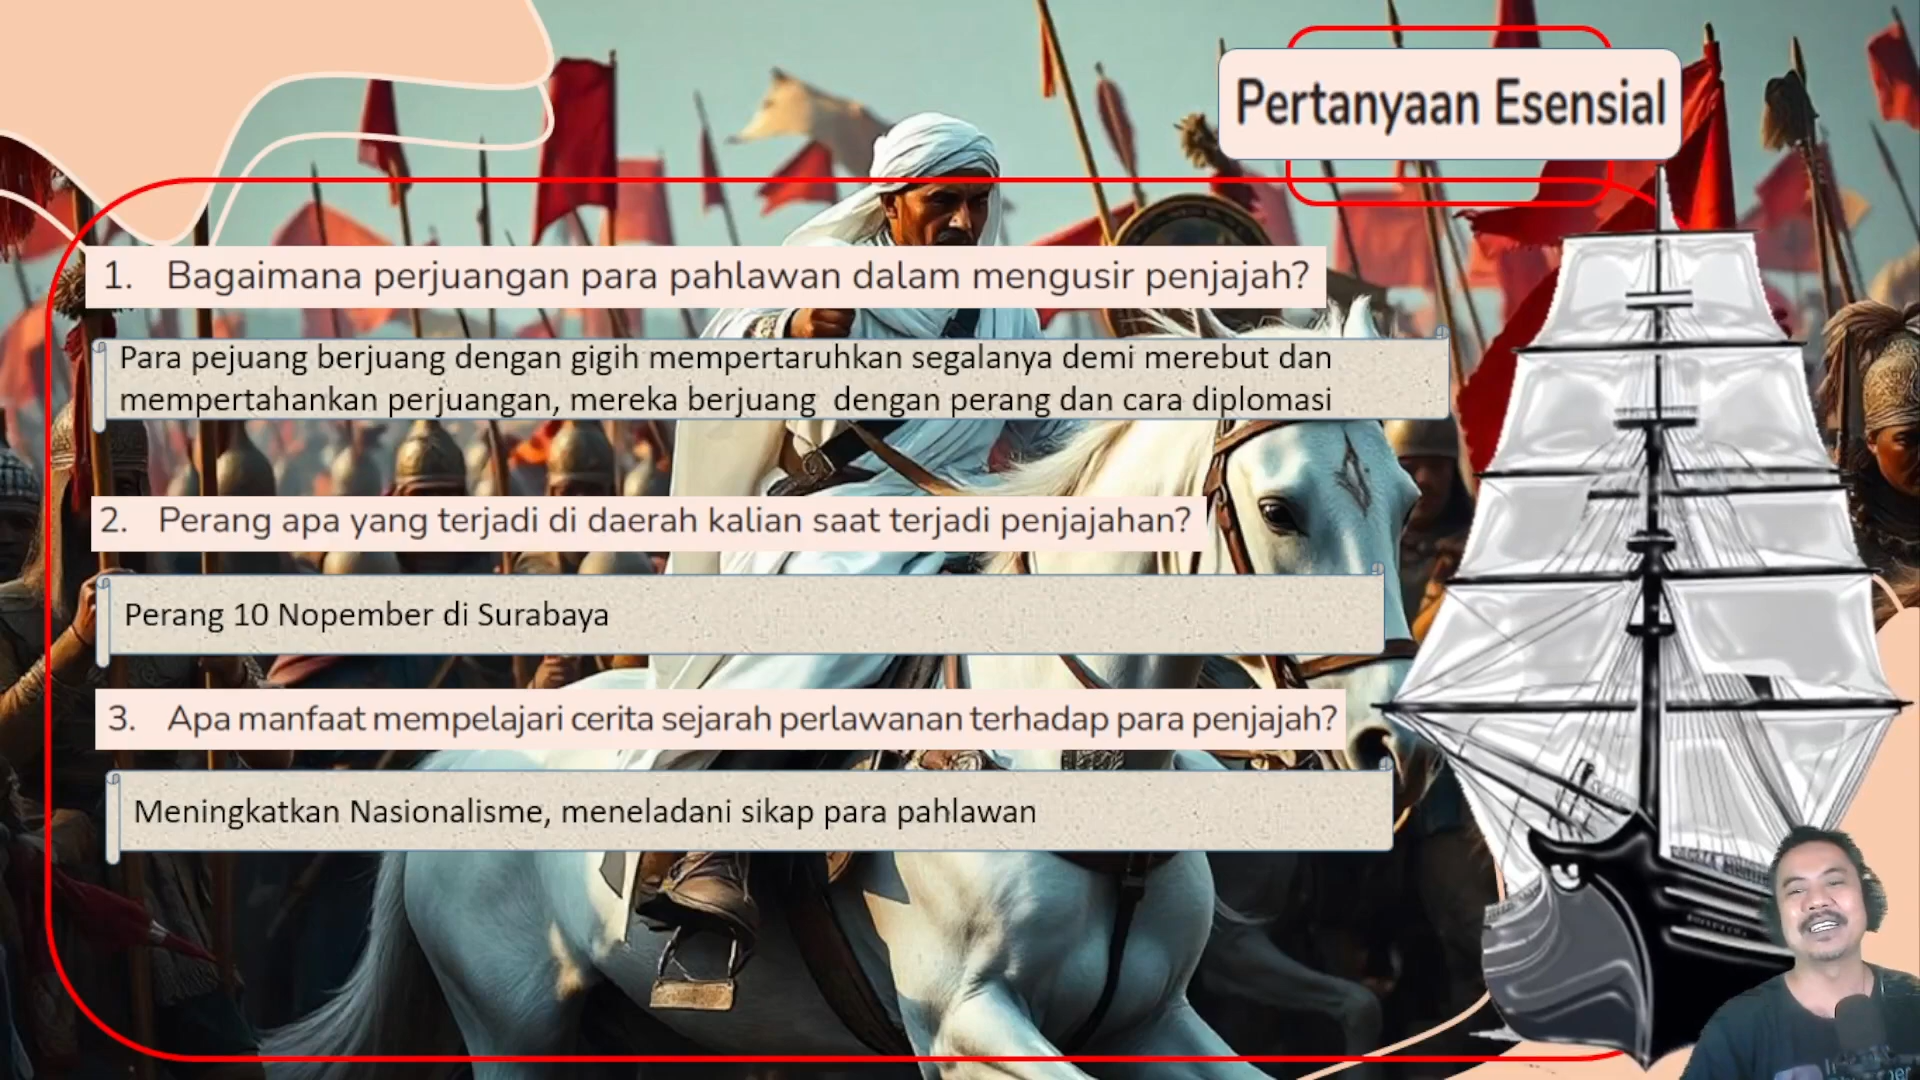 Pertanyaan Esensial
1. Bagaimana perjuangan para pahlawan dalam mengusir penjajah?
Para pejuang berjuang dengan gigih mempertaruhkan segalanya demi merebut dan
mempertahankan perjuangan, mereka berjuang dengan perang dan cara diplomasi
2. Perang apa yang terjadi di daerah kalian saat terjadi penjajahan?
Perang 10 Nopember di Surabaya
3. Apa manfaat mempelajari cerita sejarah perlawanan terhadap para penjajah?
Meningkatkan Nasionalisme, meneladani sikap para pahlawan